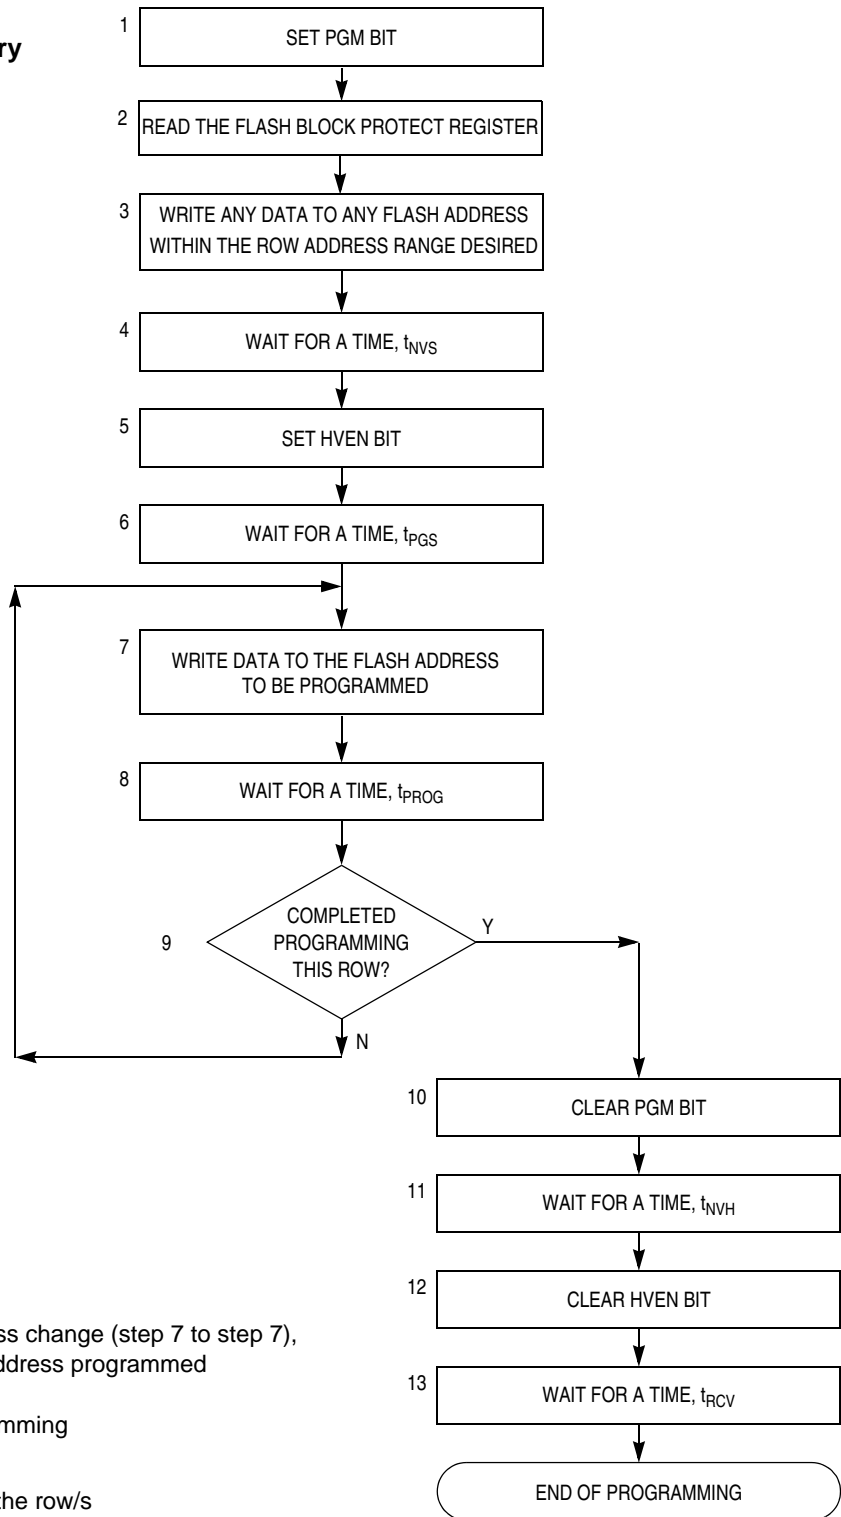 1
SET PGM BIT
2
READ THE FLASH BLOCK PROTECT REGISTER
3
WRITE ANY DATA TO ANY FLASH ADDRESS
WITHIN THE ROW ADDRESS RANGE DESIRED
4
WAIT FOR A TIME, tNVS
5
SET HVEN BIT
6
WAIT FOR A TIME, tPGS
7
WRITE DATA TO THE FLASH ADDRESS
TO BE PROGRAMMED
8
WAIT FOR A TIME, tPROG
9
COMPLETED
PROGRAMMING
THIS ROW?
Y
N
10
CLEAR PGM BIT
11
WAIT FOR A TIME, tNVH
12
CLEAR HVEN BIT
13
WAIT FOR A TIME, tRCV
END OF PROGRAMMING
change (step 7 to step 7),
programmed
the row/s